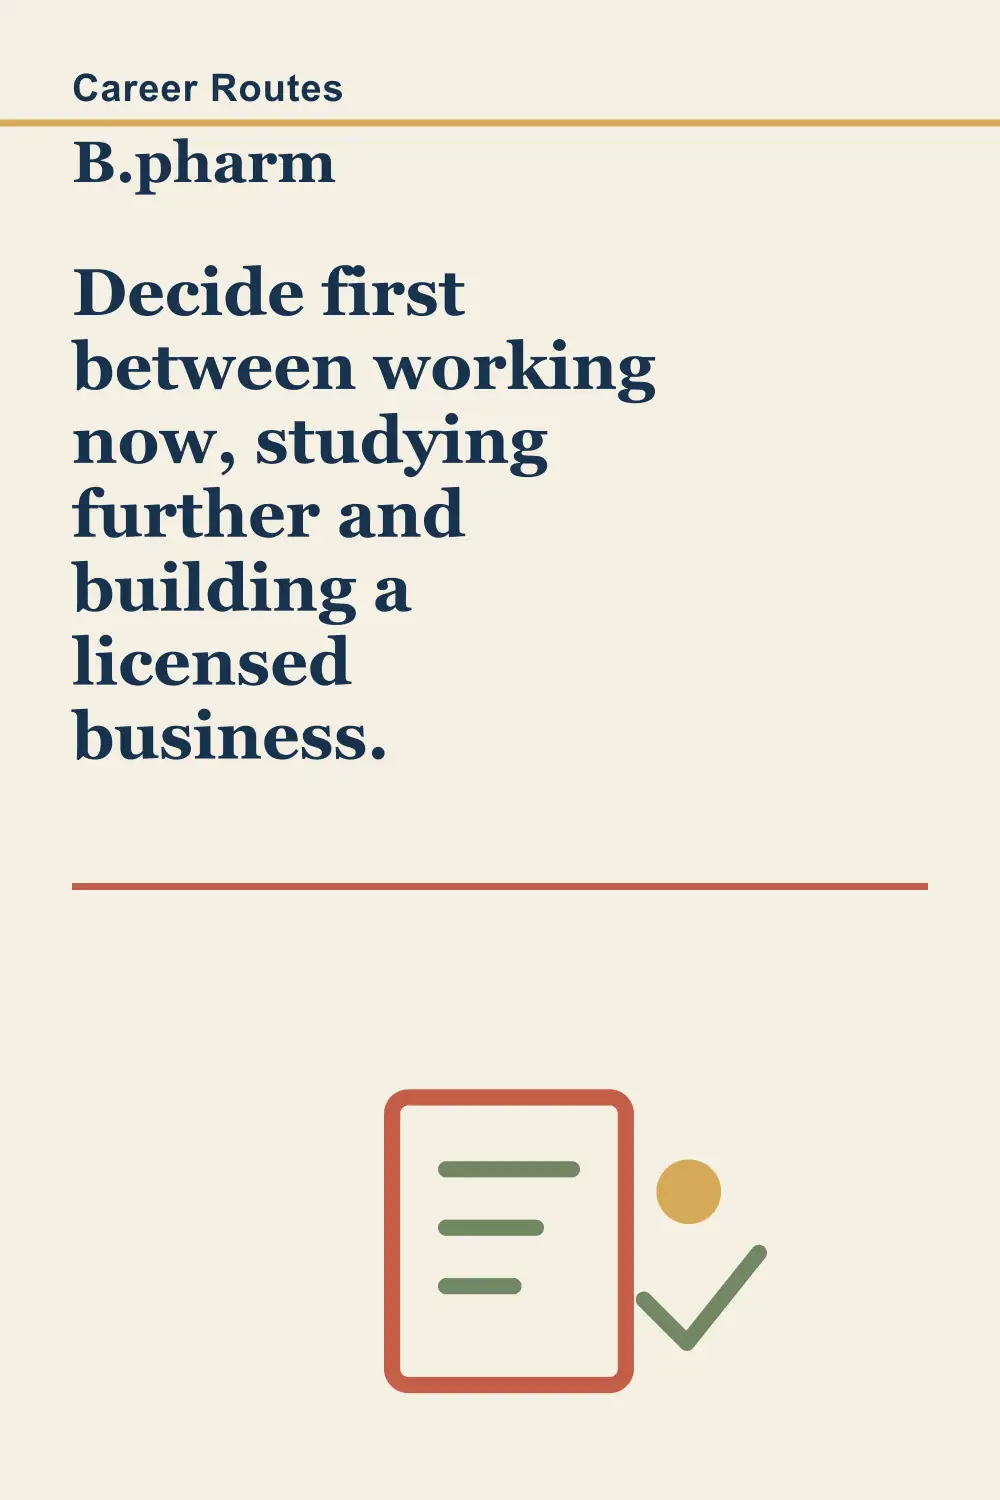 Career Routes
B.pharm
Decide first
between working
now, studying
further and
building a
licensed
business.